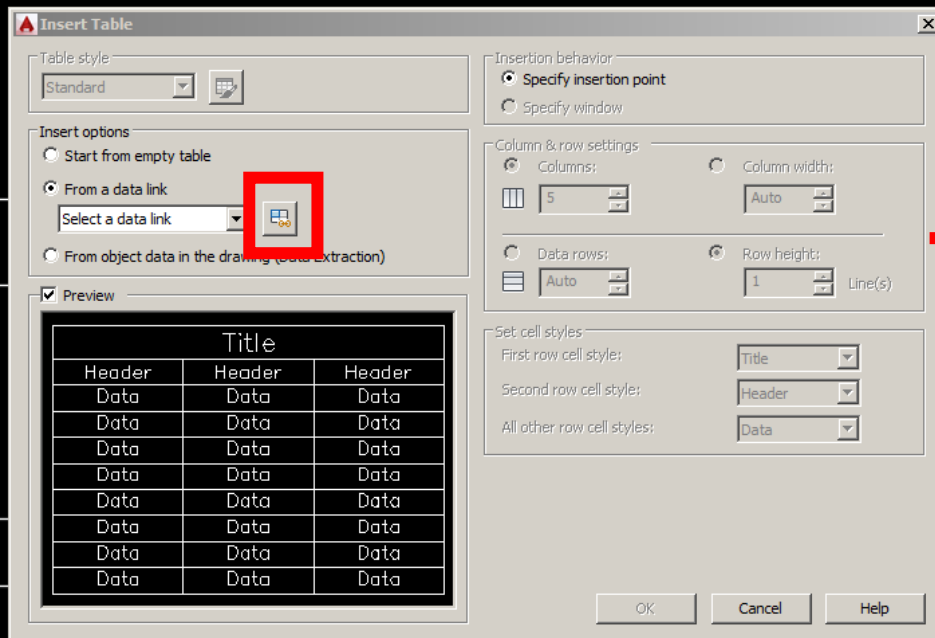 Insert Table
Table style
Standard
Insert options
Start from empty table
From a data link
Select a data link
From object data in the drawing (Data Extraction)
Preview
Title
Header Header Header
Data Data Data
Data Data Data
Data Data Data
Data Data Data
Data Data Data
Data Data Data
Data Data Data
Data Data Data
Insertion behavior
Specify insertion point
Specify window
Column & row settings
Columns: Column width:
5 Auto
Data rows: Row height:
Auto 1 Line(s)
Set cell styles
First row cell style: Title
Second row cell style: Header
All other row cell styles: Data
OK Cancel Help